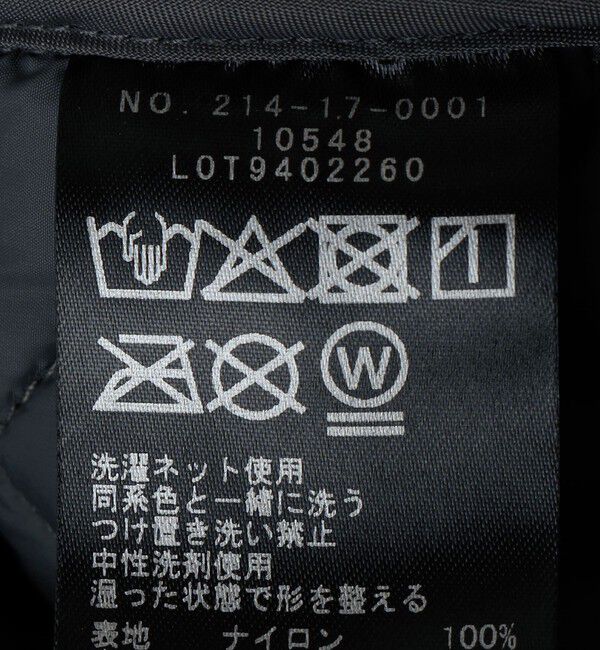 NO. 214-17-0001
10548
LOT9402260
W
洗濯ネット使用
同系色と一緒に洗う
つけ置き洗い禁止
中性洗剤使用
湿った状態で形を整える
表地 ナイロン 100%